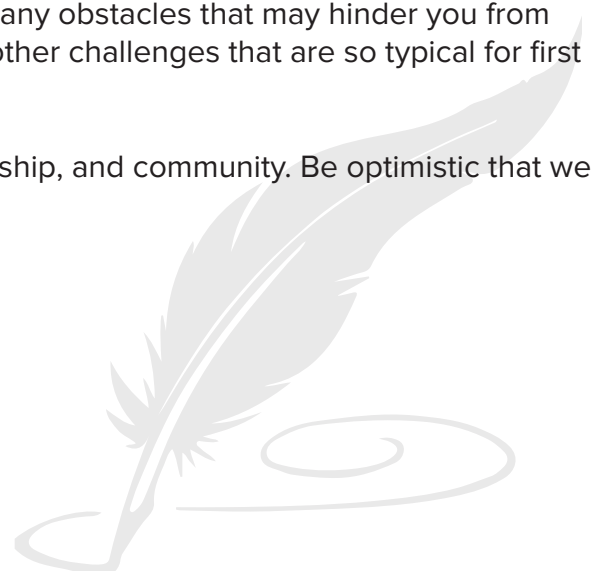 any obstacles that may hinder you from
other challenges that are so typical for first
ship, and community. Be optimistic that we